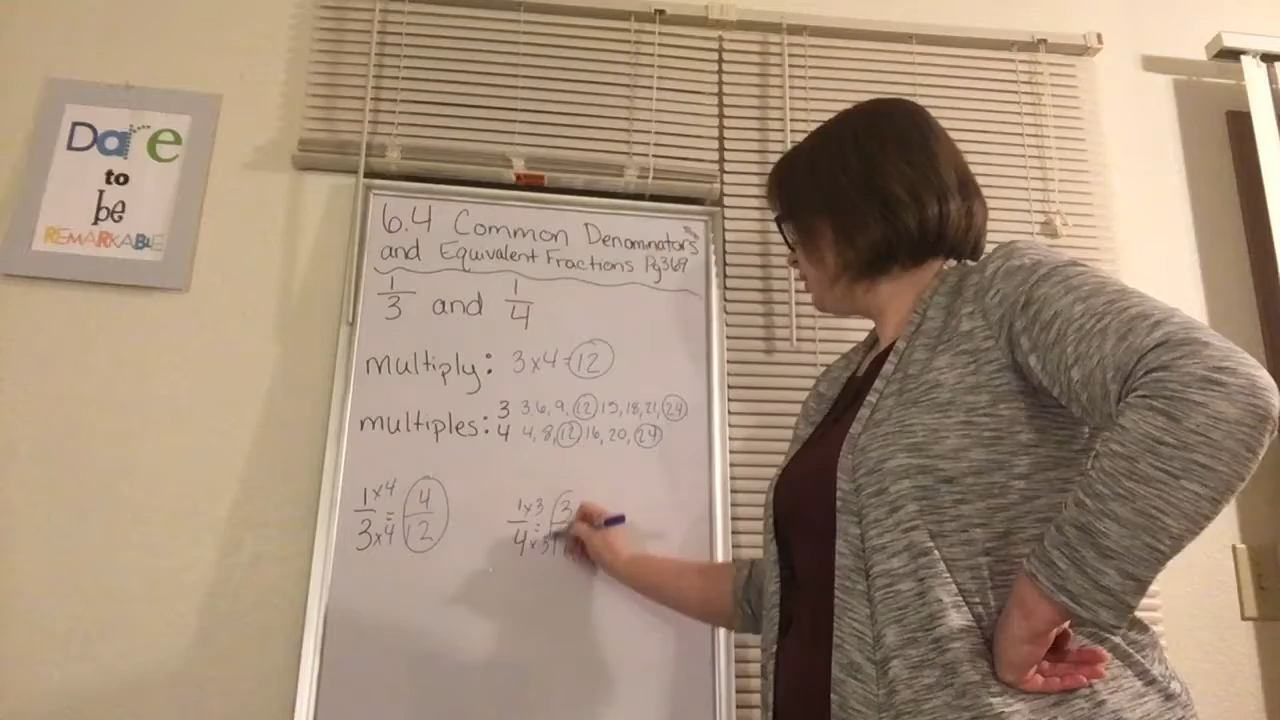 Dare
to
be
REMARKABLE
6.4 Common Denominators
and Equivalent Fractions Pg369
1/3 and 1/4
multiply: 3x4=12
multiples: 3 3,6,9,12,15,18,21,24
4 4,8,12,16,20,24
1x4 / 3x4 = 4/12
1x3 / 4x3 = 3/